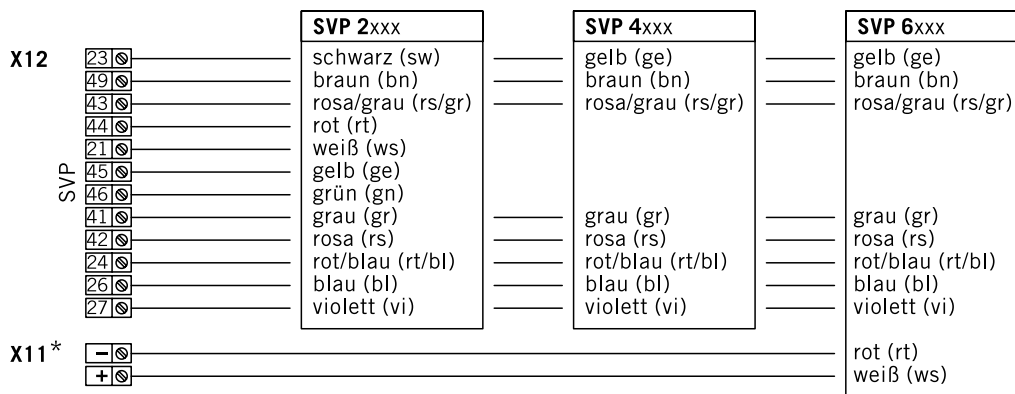 SVP 2xxx SVP 4xxx SVP 6xxx
X12 23 schwarz (sw) gelb (ge) gelb (ge)
49 braun (bn) braun (bn) braun (bn)
43 rosa/grau (rs/gr) rosa/grau (rs/gr) rosa/grau (rs/gr)
44 rot (rt)
21 weiß (ws)
45 gelb (ge)
46 grün (gn)
41 grau (gr) grau (gr) grau (gr)
42 rosa (rs) rosa (rs) rosa (rs)
24 rot/blau (rt/bl) rot/blau (rt/bl) rot/blau (rt/bl)
26 blau (bl) blau (bl) blau (bl)
27 violett (vi) violett (vi) violett (vi)
SVP
X11* – rot (rt)
+ weiß (ws)